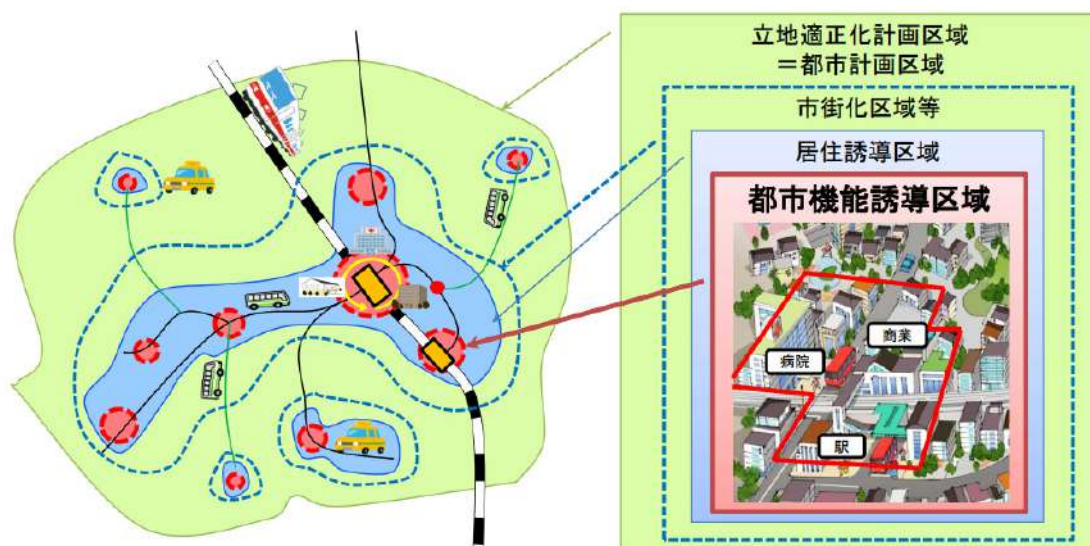 立地適正化計画区域
＝都市計画区域
市街化区域等
居住誘導区域
都市機能誘導区域
商業
病院
駅